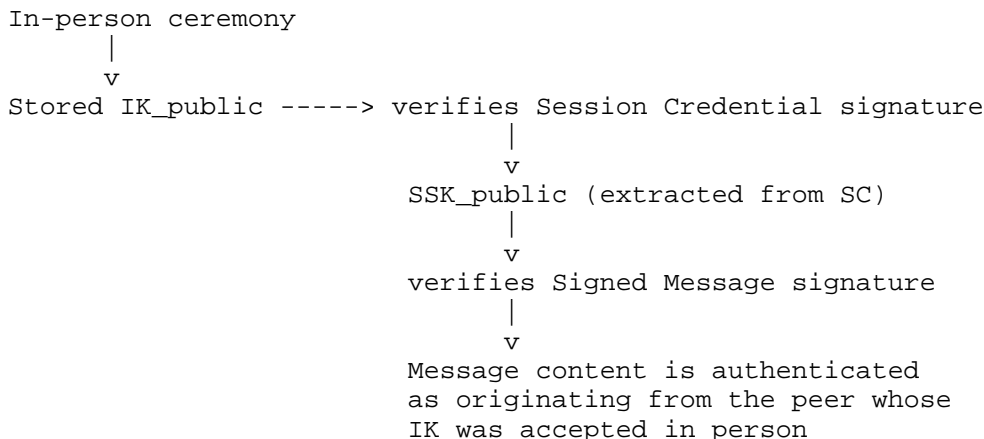 In-person ceremony
|
v
Stored IK_public -----> verifies Session Credential signature
|
v
SSK_public (extracted from SC)
|
v
verifies Signed Message signature
|
v
Message content is authenticated
as originating from the peer whose
IK was accepted in person